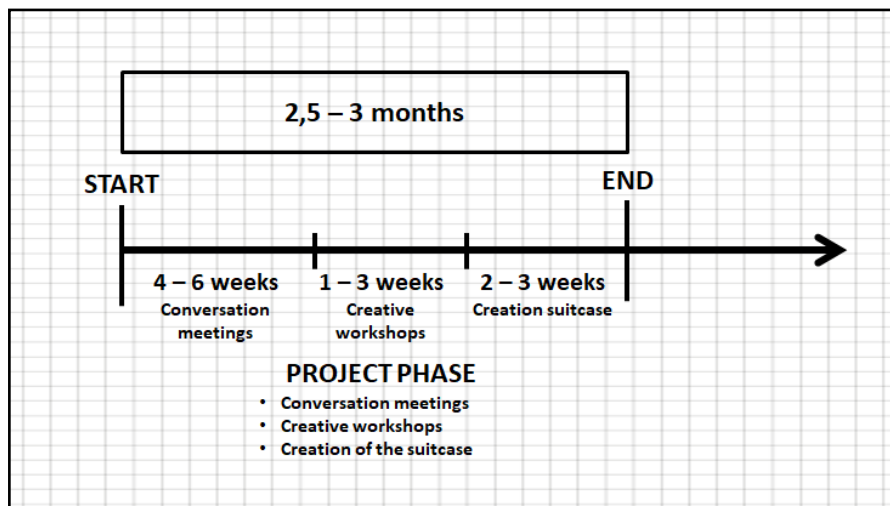 2,5 – 3 months
START
END
4 – 6 weeks
Conversation
meetings
1 – 3 weeks
Creative
workshops
2 – 3 weeks
Creation suitcase
PROJECT PHASE
• Conversation meetings
• Creative workshops
• Creation of the suitcase